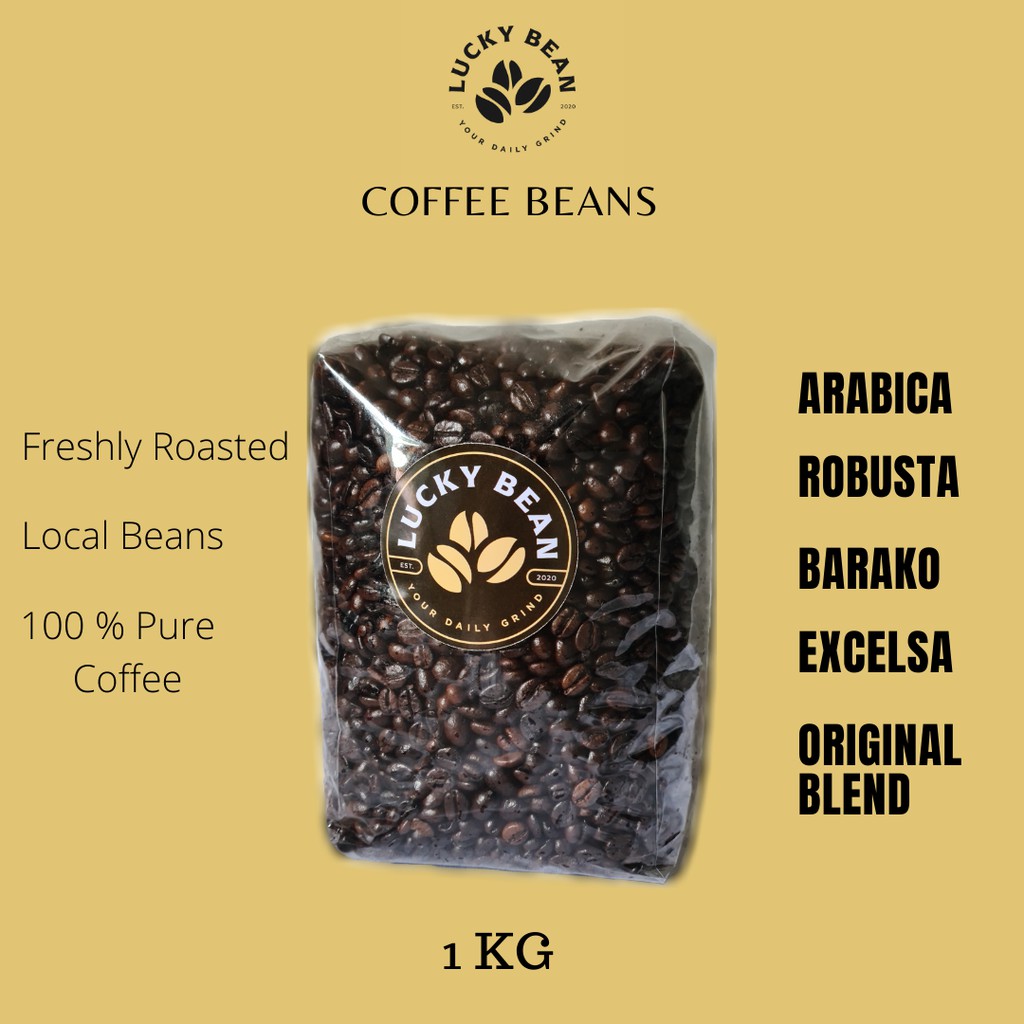 LUCKY BEAN
EST. 2020
YOUR DAILY GRIND
COFFEE BEANS
Freshly Roasted
Local Beans
100 % Pure
Coffee
LUCKY BEAN
EST. 2020
YOUR DAILY GRIND
ARABICA
ROBUSTA
BARAKO
EXCELSA
ORIGINAL
BLEND
1 KG